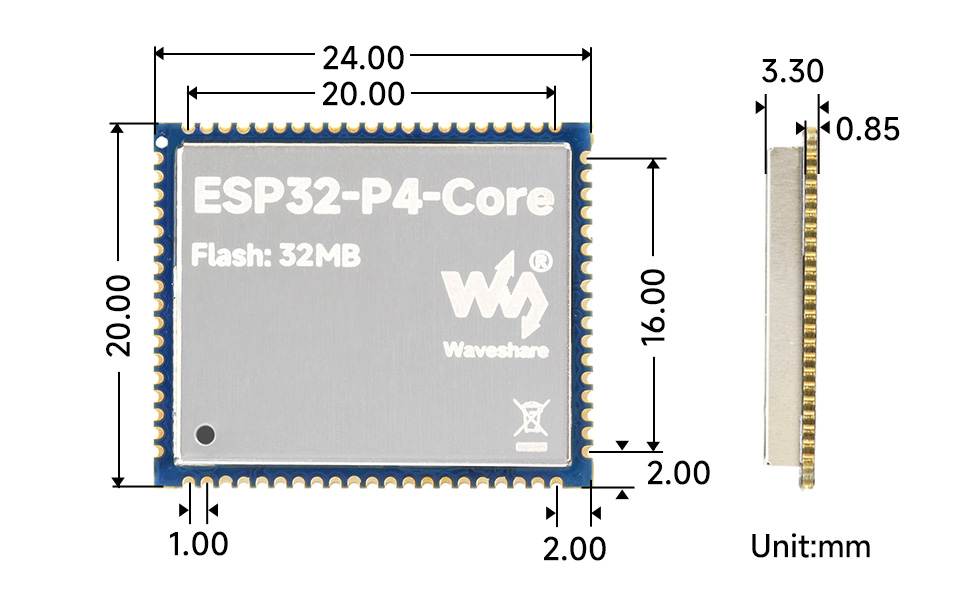 24.00
20.00
3.30
0.85
ESP32-P4-Core
Flash: 32MB
®
Waveshare
20.00
16.00
2.00
1.00
2.00
Unit:mm